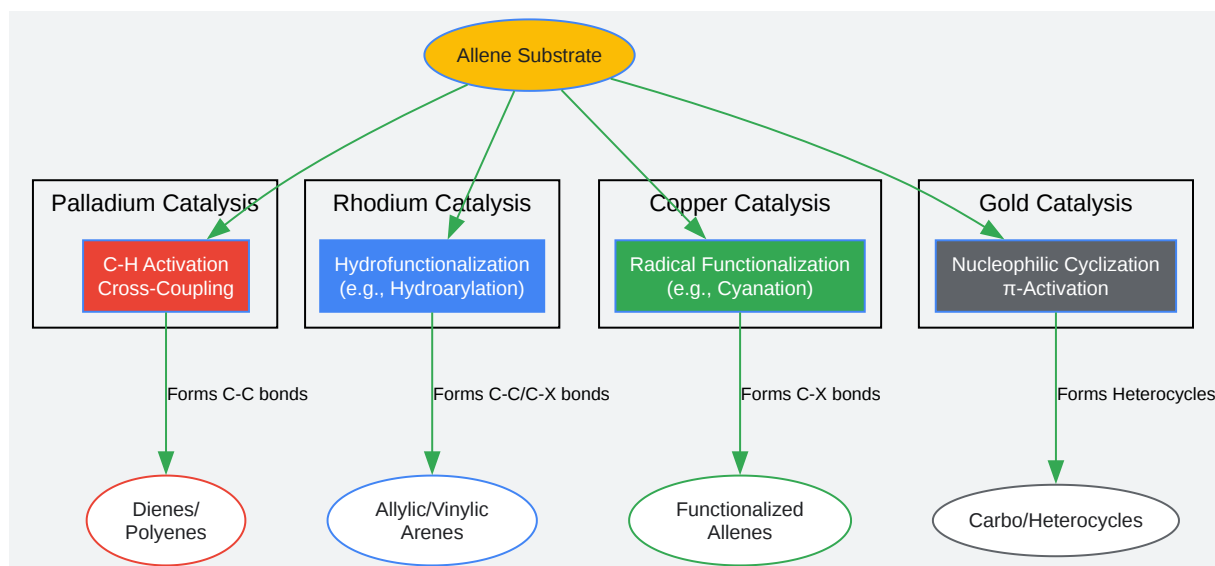 Allene Substrate
Palladium Catalysis
Rhodium Catalysis
Copper Catalysis
Gold Catalysis
C-H Activation
Cross-Coupling
Hydrofunctionalization
(e.g., Hydroarylation)
Radical Functionalization
(e.g., Cyanation)
Nucleophilic Cyclization
π-Activation
Forms C-C bonds
Forms C-C/C-X bonds
Forms C-X bonds
Forms Heterocycles
Dienes/
Polyenes
Allylic/Vinylic
Arenes
Functionalized
Allenes
Carbo/Heterocycles